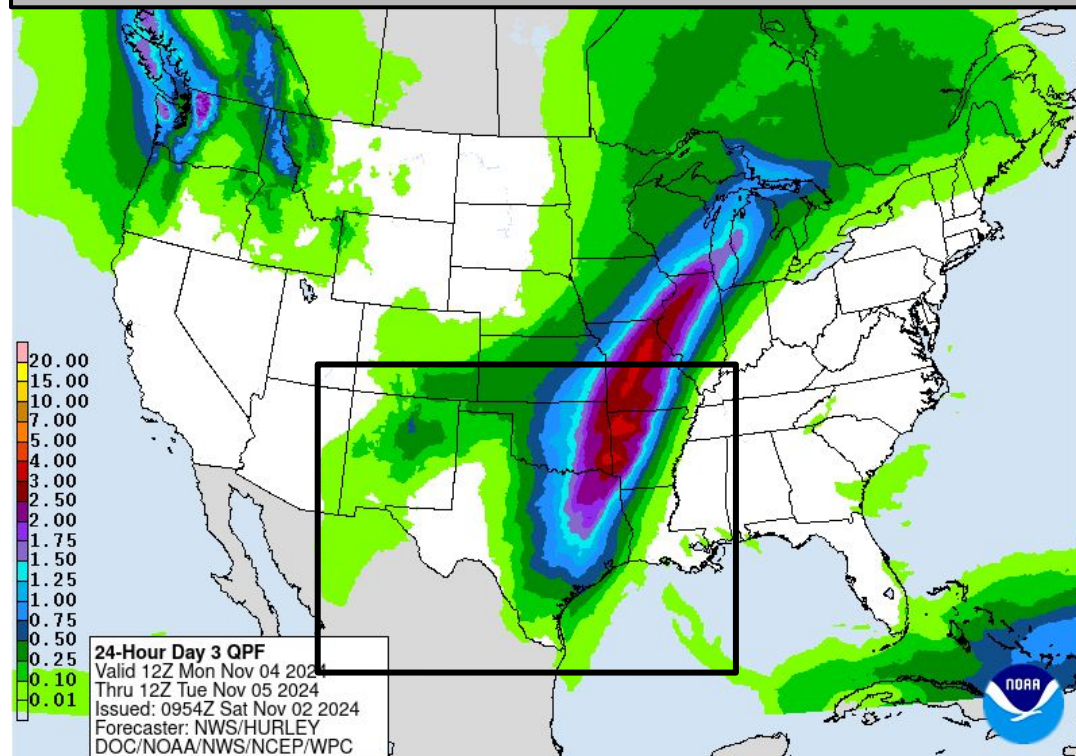 20.00
15.00
10.00
7.00
5.00
4.00
3.00
2.50
2.00
1.75
1.50
1.25
1.00
0.75
0.50
0.25
0.10
0.01
24-Hour Day 3 QPF
Valid 12Z Mon Nov 04 2024
Thru 12Z Tue Nov 05 2024
Issued: 0954Z Sat Nov 02 2024
Forecaster: NWS/HURLEY
DOC/NOAA/NWS/NCEP/WPC
NOAA